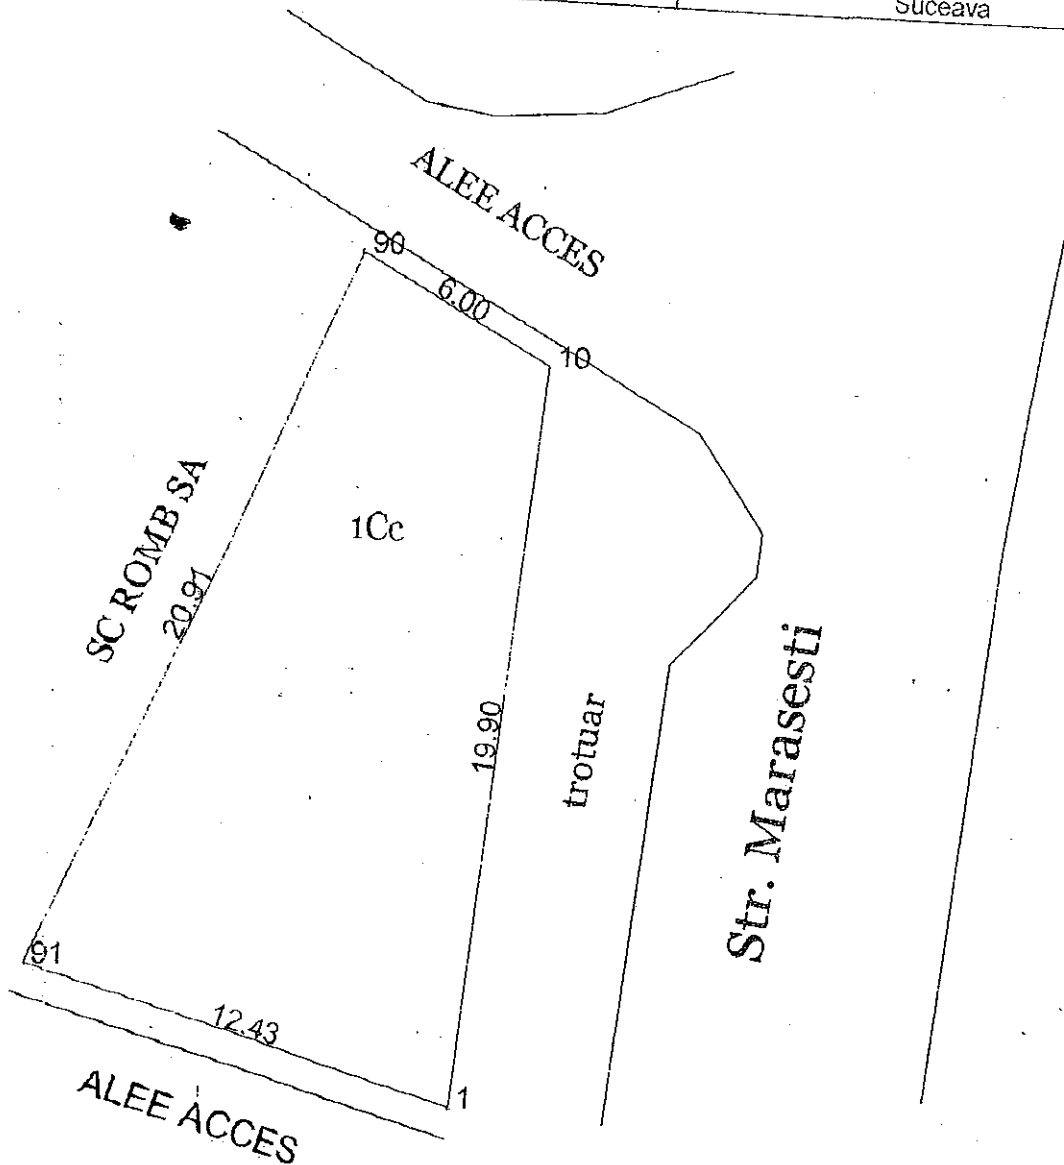 Suceava
ALEE ACCES
90
6.00
10
SC ROMB SA
1Cc
20.91
19.90
trotuar
Str. Marasesti
91
12.43
1
ALEE ACCES